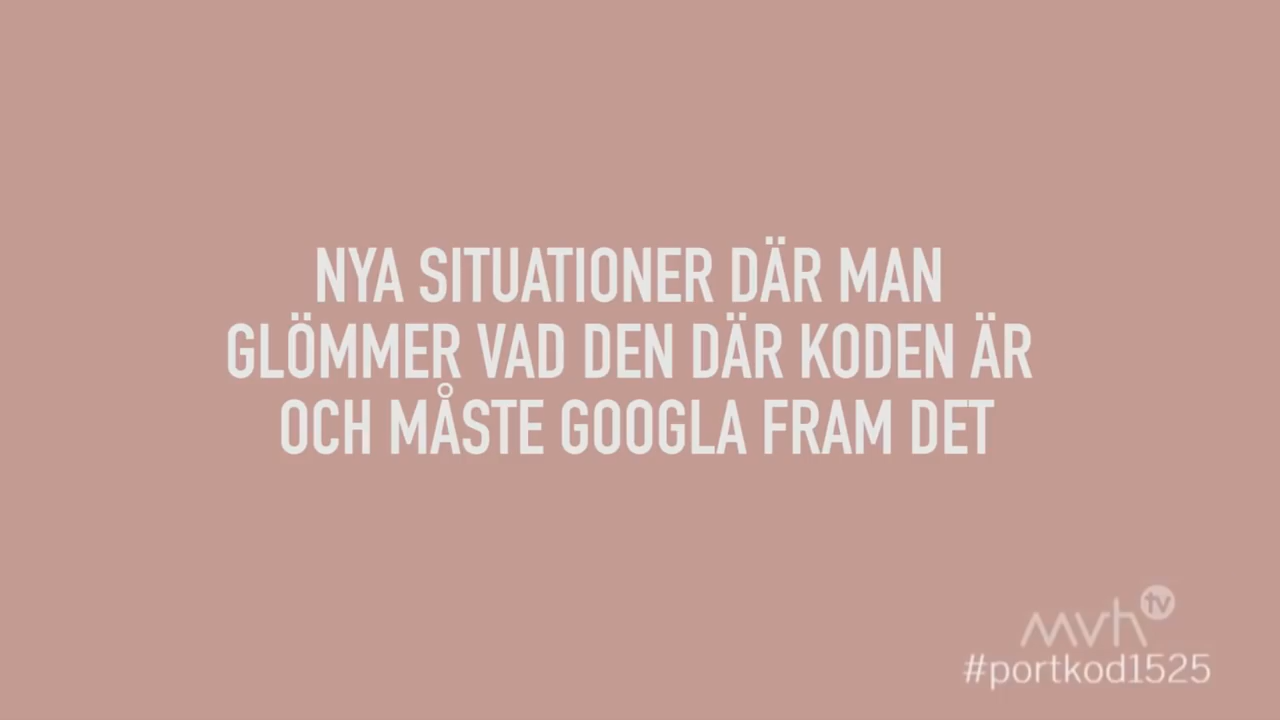 NYA SITUATIONER DÄR MAN
GLÖMMER VAD DEN DÄR KODEN ÄR
OCH MÅSTE GOOGLA FRAM DET
mvh tv
#portkod1525